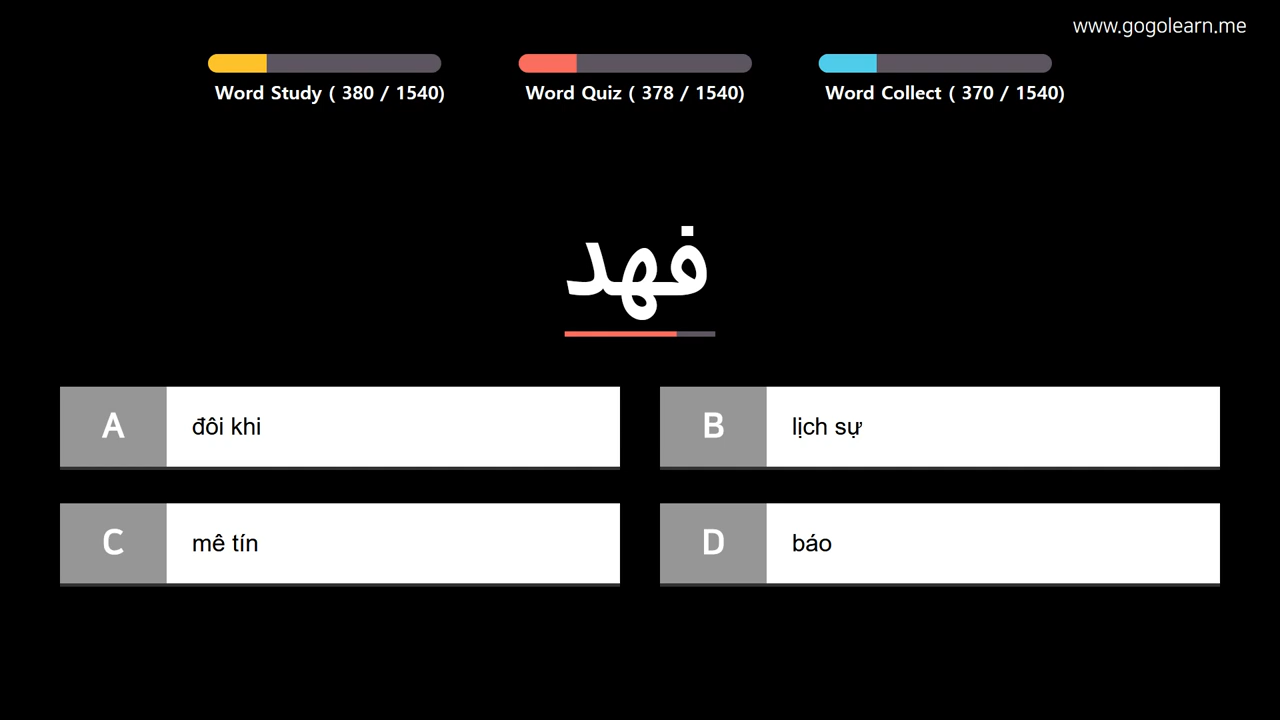 www.gogolearn.me
Word Study ( 380 / 1540)
Word Quiz ( 378 / 1540)
Word Collect ( 370 / 1540)
فهد
A
đôi khi
B
lịch sự
C
mê tín
D
báo